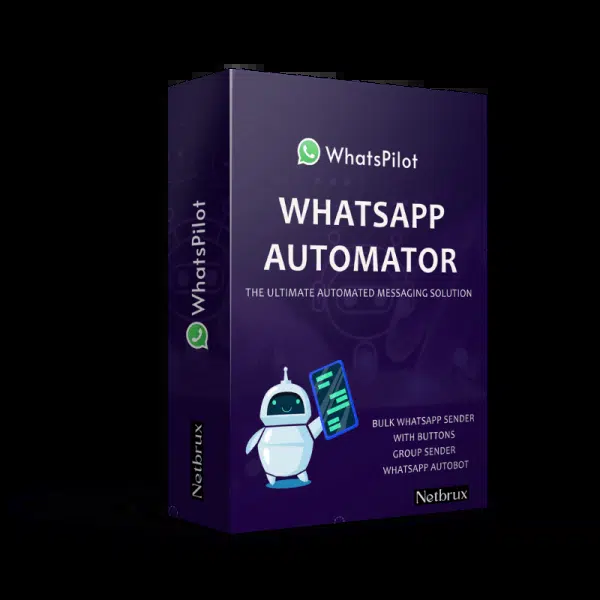 WhatsPilot
WHATSAPP
AUTOMATOR
THE ULTIMATE AUTOMATED MESSAGING SOLUTION
BULK WHATSAPP SENDER
WITH BUTTONS
GROUP SENDER
WHATSAPP AUTOBOT
Netbrux
WhatsPilot
Netbrux